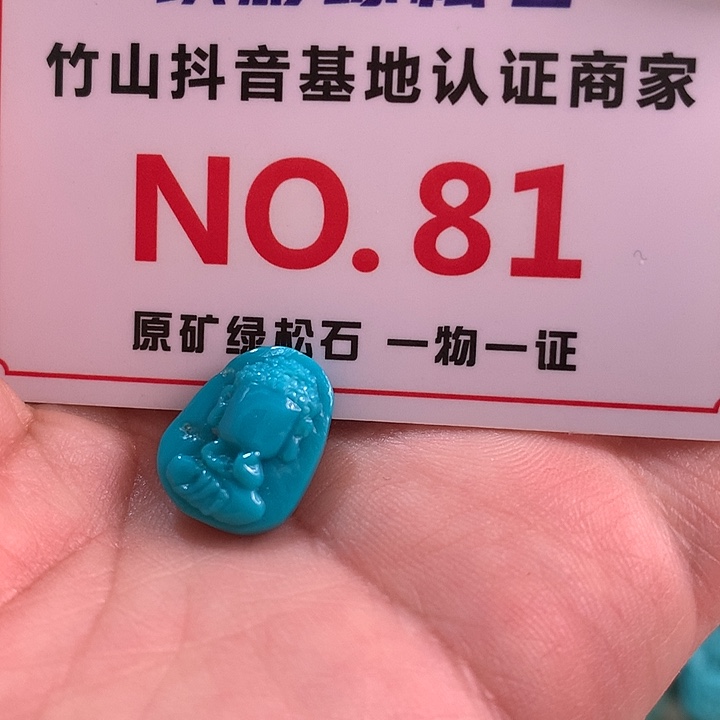 竹山抖音基地认证商家
NO.81
原矿绿松石 一物一证